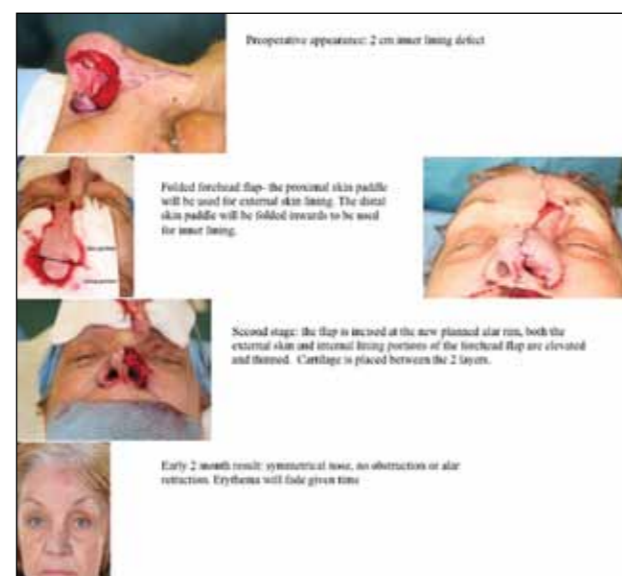 Preoperative appearance: 2 cm inner lining defect
Folded forehead flap- the proximal skin paddle
will be used for external skin lining. The distal
skin paddle will be folded inwards to be used
for inner lining.
Second stage: the flap is incised at the new planned alar rim, both the
external skin and internal lining portions of the forehead flap are elevated
and thinned. Cartilage is placed between the 2 layers.
Early 2 month result: symmetrical nose, no obstruction or alar
retraction. Erythema will fade given time